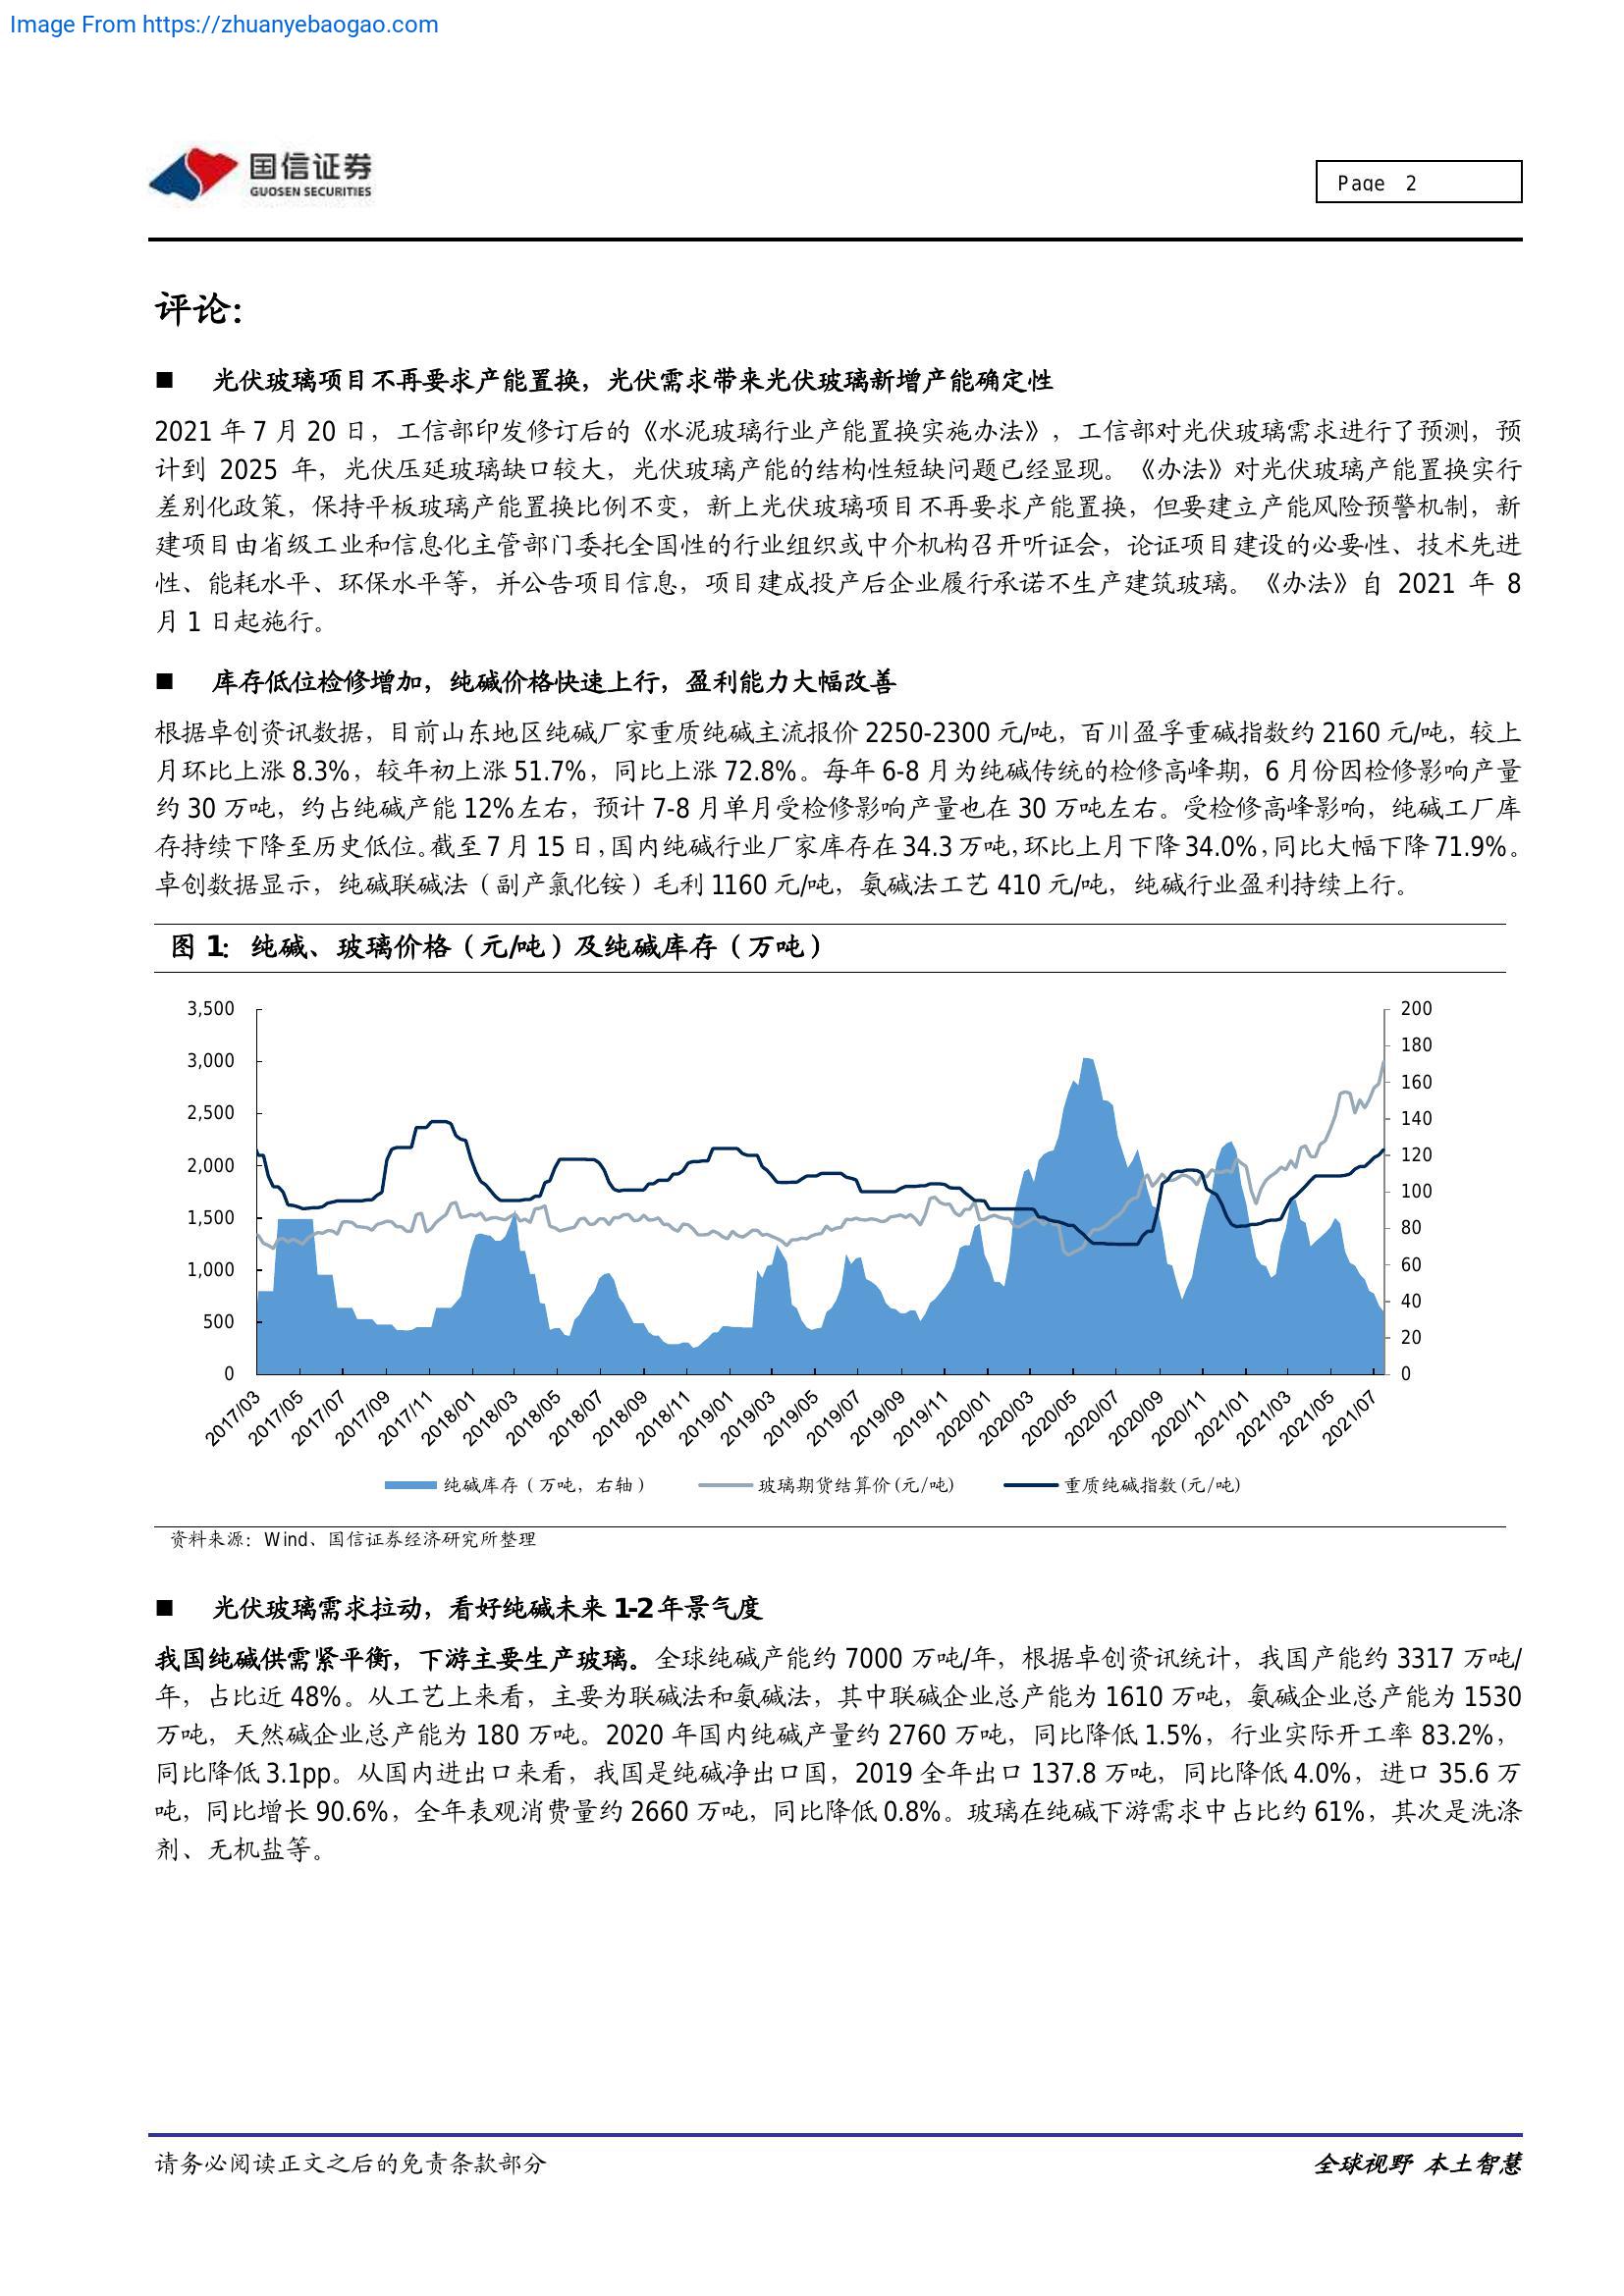 Image From https://zhuanyebaogao.com
国信证券
GUOSEN SECURITIES
Page 2
评论：
■ 光伏玻璃项目不再要求产能置换，光伏需求带来光伏玻璃新增产能确定性
2021 年 7 月 20 日，工信部印发修订后的《水泥玻璃行业产能置换实施办法》，工信部对光伏玻璃需求进行了预测，预
计到 2025 年，光伏压延玻璃缺口较大，光伏玻璃产能的结构性短缺问题已经显现。《办法》对光伏玻璃产能置换实行
差别化政策，保持平板玻璃产能置换比例不变，新上光伏玻璃项目不再要求产能置换，但要建立产能风险预警机制，新
建项目由省级工业和信息化主管部门委托全国性的行业组织或中介机构召开听证会，论证项目建设的必要性、技术先进
性、能耗水平、环保水平等，并公告项目信息，项目建成投产后企业履行承诺不生产建筑玻璃。《办法》自 2021 年 8
月 1 日起施行。
■ 库存低位检修增加，纯碱价格快速上行，盈利能力大幅改善
根据卓创资讯数据，目前山东地区纯碱厂家重质纯碱主流报价 2250-2300 元/吨，百川盈孚重碱指数约 2160 元/吨，较上
月环比上涨 8.3%，较年初上涨 51.7%，同比上涨 72.8%。每年 6-8 月为纯碱传统的检修高峰期，6 月份因检修影响产量
约 30 万吨，约占纯碱产能 12%左右，预计 7-8 月单月受检修影响产量也在 30 万吨左右。受检修高峰影响，纯碱工厂库
存持续下降至历史低位。截至 7 月 15 日，国内纯碱行业厂家库存在 34.3 万吨，环比上月下降 34.0%，同比大幅下降 71.9%。
卓创数据显示，纯碱联碱法（副产氯化铵）毛利 1160 元/吨，氨碱法工艺 410 元/吨，纯碱行业盈利持续上行。
图 1：纯碱、玻璃价格（元/吨）及纯碱库存（万吨）
3,500 200
180
3,000 160
2,500 140
2,000 120
100
1,500 80
1,000 60
500 40
20
0 0
2017/03 2017/05 2017/07 2017/09 2017/11 2018/01 2018/03 2018/05 2018/07 2018/09 2018/11 2019/01 2019/03 2019/05 2019/07 2019/09 2019/11 2020/01 2020/03 2020/05 2020/07 2020/09 2020/11 2021/01 2021/03 2021/05 2021/07
纯碱库存（万吨，右轴） 玻璃期货结算价(元/吨) 重质纯碱指数(元/吨)
资料来源：Wind、国信证券经济研究所整理
■ 光伏玻璃需求拉动，看好纯碱未来 1-2 年景气度
我国纯碱供需紧平衡，下游主要生产玻璃。全球纯碱产能约 7000 万吨/年，根据卓创资讯统计，我国产能约 3317 万吨/
年，占比近 48%。从工艺上来看，主要为联碱法和氨碱法，其中联碱企业总产能为 1610 万吨，氨碱企业总产能为 1530
万吨，天然碱企业总产能为 180 万吨。2020 年国内纯碱产量约 2760 万吨，同比降低 1.5%，行业实际开工率 83.2%，
同比降低 3.1pp。从国内进出口来看，我国是纯碱净出口国，2019 全年出口 137.8 万吨，同比降低 4.0%，进口 35.6 万
吨，同比增长 90.6%，全年表观消费量约 2660 万吨，同比降低 0.8%。玻璃在纯碱下游需求中占比约 61%，其次是洗涤
剂、无机盐等。
请务必阅读正文之后的免责条款部分
全球视野 本土智慧